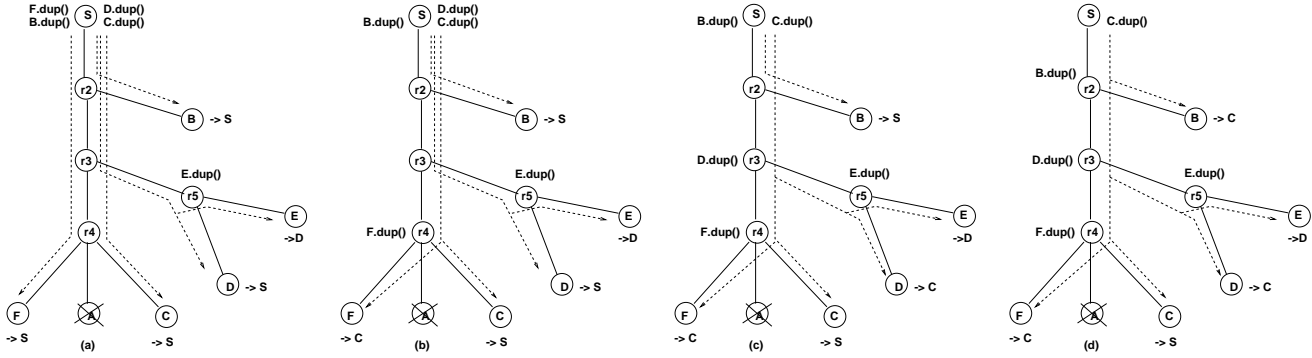 F.dup() S D.dup()
B.dup() C.dup()
r2
B -> S
r3
E.dup()
r5
E
->D
r4
D -> S
F A C
-> S (a) -> S
B.dup() S D.dup()
C.dup()
r2
B -> S
r3
E.dup()
r5
E
->D
F.dup() r4
D -> S
F A C
-> C (b) -> S
B.dup() S C.dup()
r2
B -> S
D.dup() r3
E.dup()
r5
E
->D
F.dup() r4
D -> C
F A C
-> C (c) -> S
S C.dup()
B.dup()
r2
B -> C
D.dup() r3
E.dup()
r5
E
->D
F.dup() r4
D -> C
F A C
-> C (d) -> S